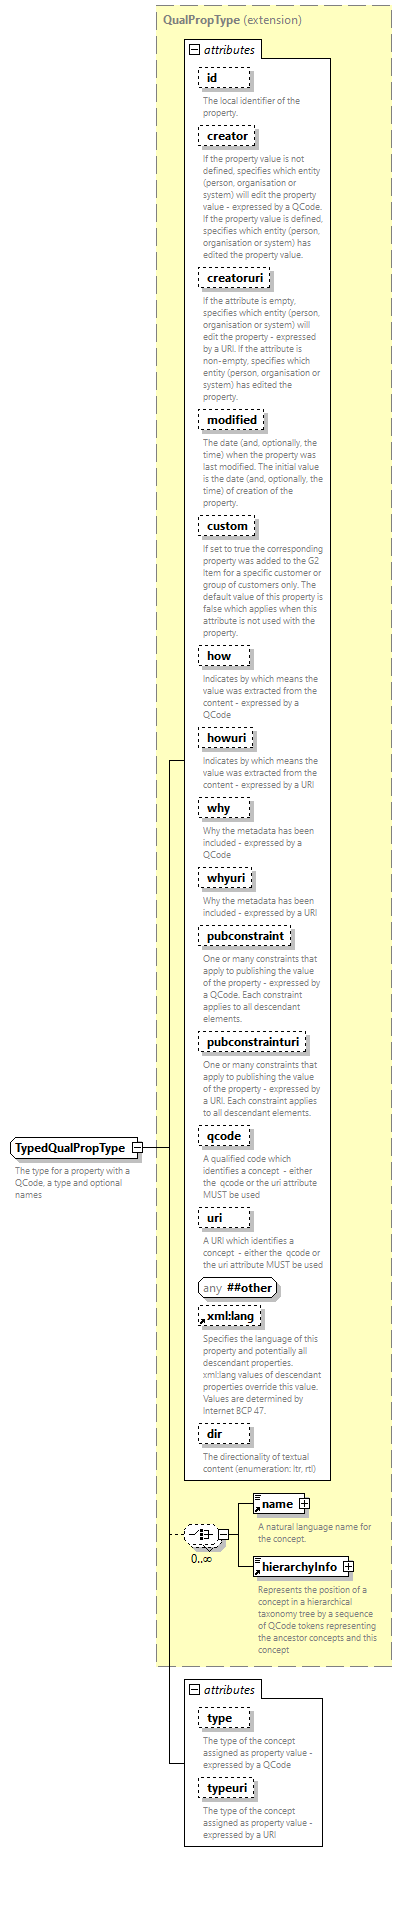 QualPropType (extension)
attributes
id
The local identifier of the
property.
creator
If the property value is not
defined, specifies which entity
(person, organisation or
system) will edit the property
value - expressed by a QCode.
If the property value is defined,
specifies which entity (person,
organisation or system) has
edited the property value.
creatoruri
If the attribute is empty,
specifies which entity (person,
organisation or system) will
edit the property - expressed
by a URI. If the attribute is
non-empty, specifies which
entity (person, organisation or
system) has edited the
property.
modified
The date (and, optionally, the
time) when the property was
last modified. The initial value
is the date (and, optionally, the
time) of creation of the
property.
custom
If set to true the corresponding
property was added to the G2
Item for a specific customer or
group of customers only. The
default value of this property is
false which applies when this
attribute is not used with the
property.
how
Indicates by which means the
value was extracted from the
content - expressed by a
QCode
howuri
Indicates by which means the
value was extracted from the
content - expressed by a URI
why
Why the metadata has been
included - expressed by a
QCode
whyuri
Why the metadata has been
included - expressed by a URI
pubconstraint
One or many constraints that
apply to publishing the value
of the property - expressed by
a QCode. Each constraint
applies to all descendant
elements.
pubconstrainturi
One or many constraints that
apply to publishing the value
of the property - expressed by
a URI. Each constraint applies
to all descendant elements.
qcode
A qualified code which
identifies a concept  - either
the  qcode or the uri attribute
MUST be used
TypedQualPropType
The type for a property with a
QCode, a type and optional
names
uri
A URI which identifies a
concept  - either the  qcode or
the uri attribute MUST be used
any ##other
xml:lang
Specifies the language of this
property and potentially all
descendant properties.
xml:lang values of descendant
properties override this value.
Values are determined by
Internet BCP 47.
dir
The directionality of textual
content (enumeration: ltr, rtl)
name
A natural language name for
the concept.
0..∞
hierarchyInfo
Represents the position of a
concept in a hierarchical
taxonomy tree by a sequence
of QCode tokens representing
the ancestor concepts and this
concept
attributes
type
The type of the concept
assigned as property value -
expressed by a QCode
typeuri
The type of the concept
assigned as property value -
expressed by a URI